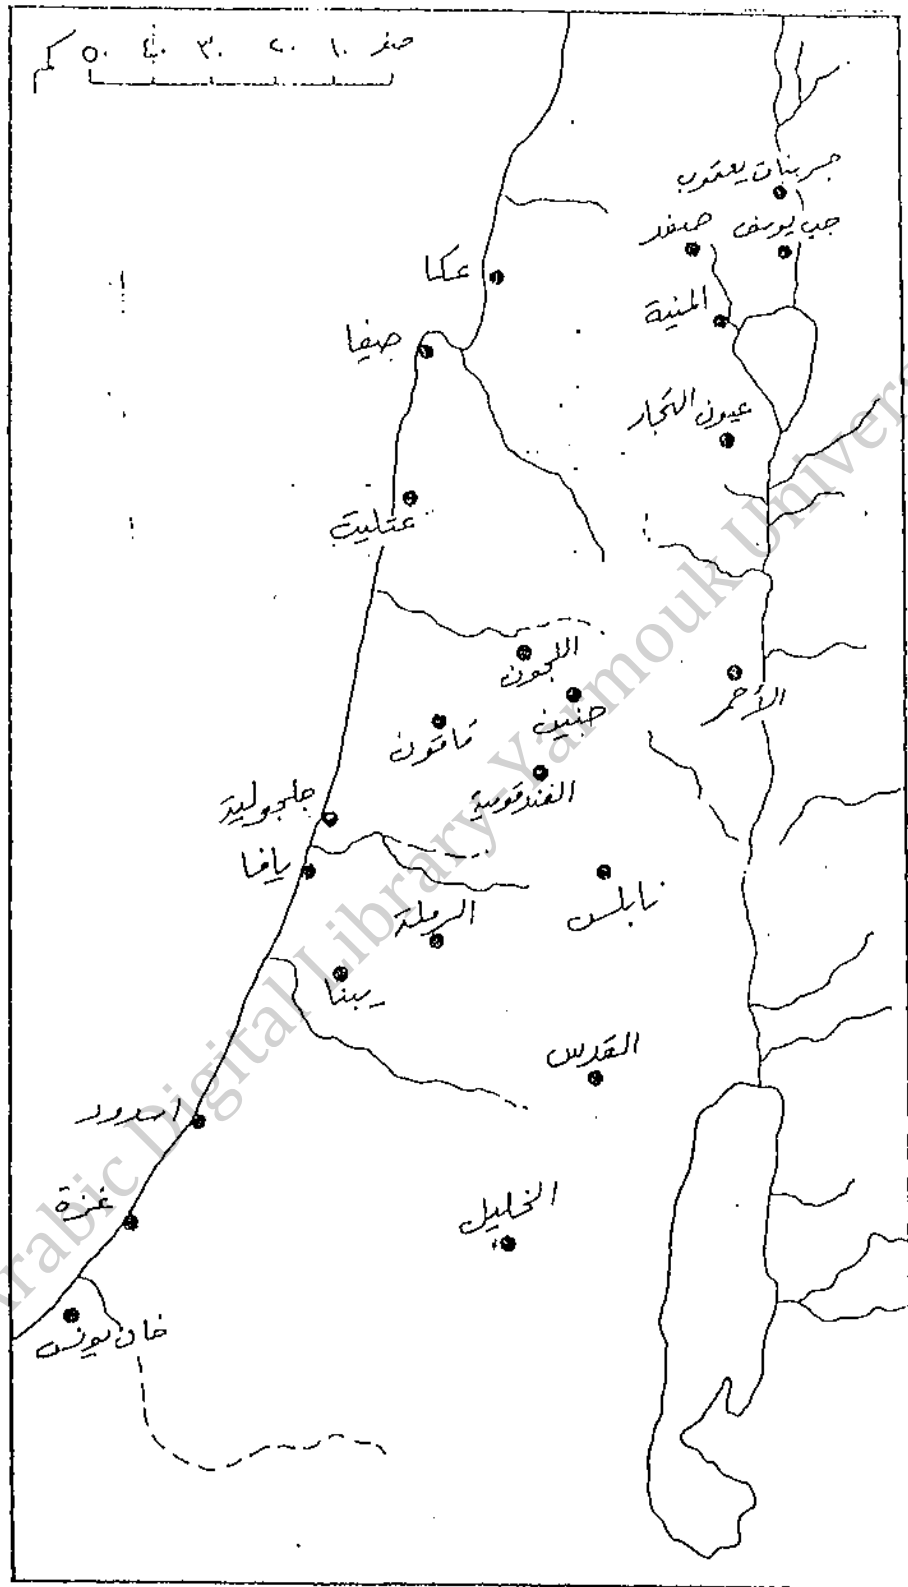 صفر ١٠ ٢٠ ٣٠ ٤٠ ٥٠ كم
جسر بنات يعقوب
صفد
جب يوسف
عكا
المنية
حيفا
عيون التجار
عتليت
اللجون
الأحمر
جنين
قاقون
الفندقومية
جلجولية
يافا
نابلس
الرملة
يبنا
القدس
اسدود
غزة
الخليل
خان يونس
Arabic Digital Library-Yarmouk Univers